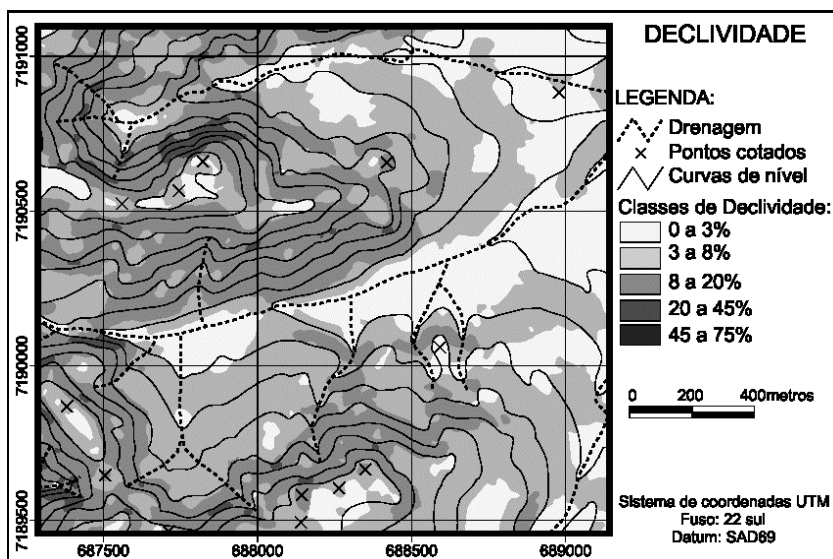 DECLIVIDADE
LEGENDA:
Drenagem
Pontos cotados
Curvas de nível
Classes de Declividade:
0 a 3%
3 a 8%
8 a 20%
20 a 45%
45 a 75%
0 200 400metros
Sistema de coordenadas UTM
Fuso: 22 sul
Datum: SAD69
7191000
7190500
7190000
7189500
687500 688000 688500 689000